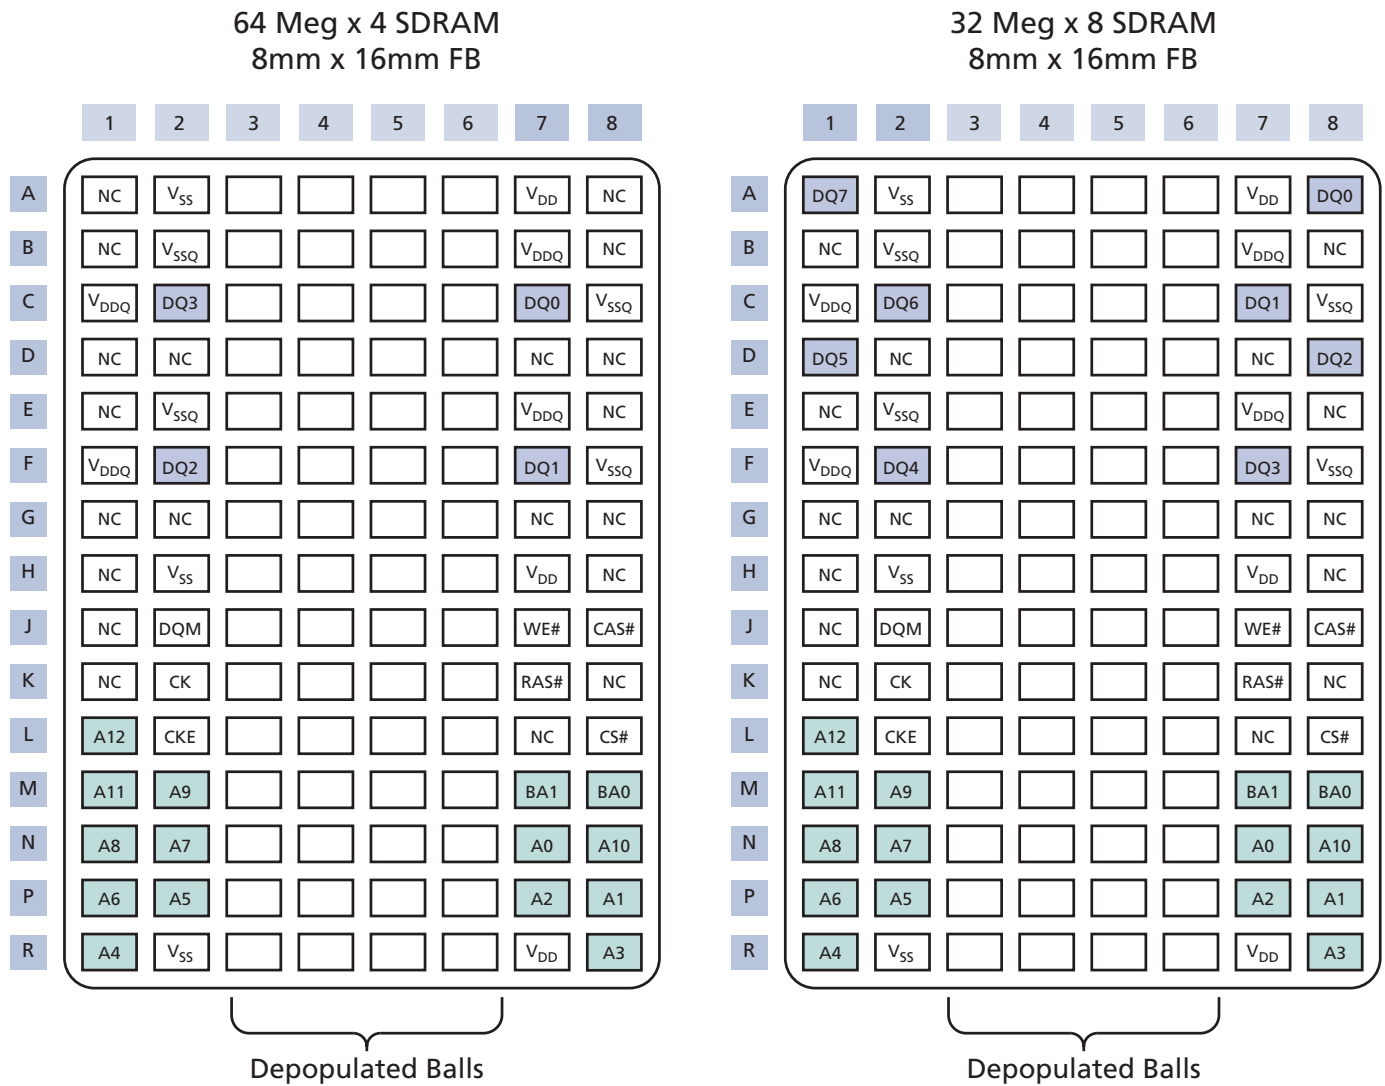 64 Meg x 4 SDRAM
8mm x 16mm FB
1 2 3 4 5 6 7 8
A NC VSS VDD NC
B NC VSSQ VDDQ NC
C VDDQ DQ3 DQ0 VSSQ
D NC NC NC NC
E NC VSSQ VDDQ NC
F VDDQ DQ2 DQ1 VSSQ
G NC NC NC NC
H NC VSS VDD NC
J NC DQM WE# CAS#
K NC CK RAS# NC
L A12 CKE NC CS#
M A11 A9 BA1 BA0
N A8 A7 A0 A10
P A6 A5 A2 A1
R A4 VSS VDD A3
Depopulated Balls
32 Meg x 8 SDRAM
8mm x 16mm FB
1 2 3 4 5 6 7 8
A DQ7 VSS VDD DQ0
B NC VSSQ VDDQ NC
C VDDQ DQ6 DQ1 VSSQ
D DQ5 NC NC DQ2
E NC VSSQ VDDQ NC
F VDDQ DQ4 DQ3 VSSQ
G NC NC NC NC
H NC VSS VDD NC
J NC DQM WE# CAS#
K NC CK RAS# NC
L A12 CKE NC CS#
M A11 A9 BA1 BA0
N A8 A7 A0 A10
P A6 A5 A2 A1
R A4 VSS VDD A3
Depopulated Balls